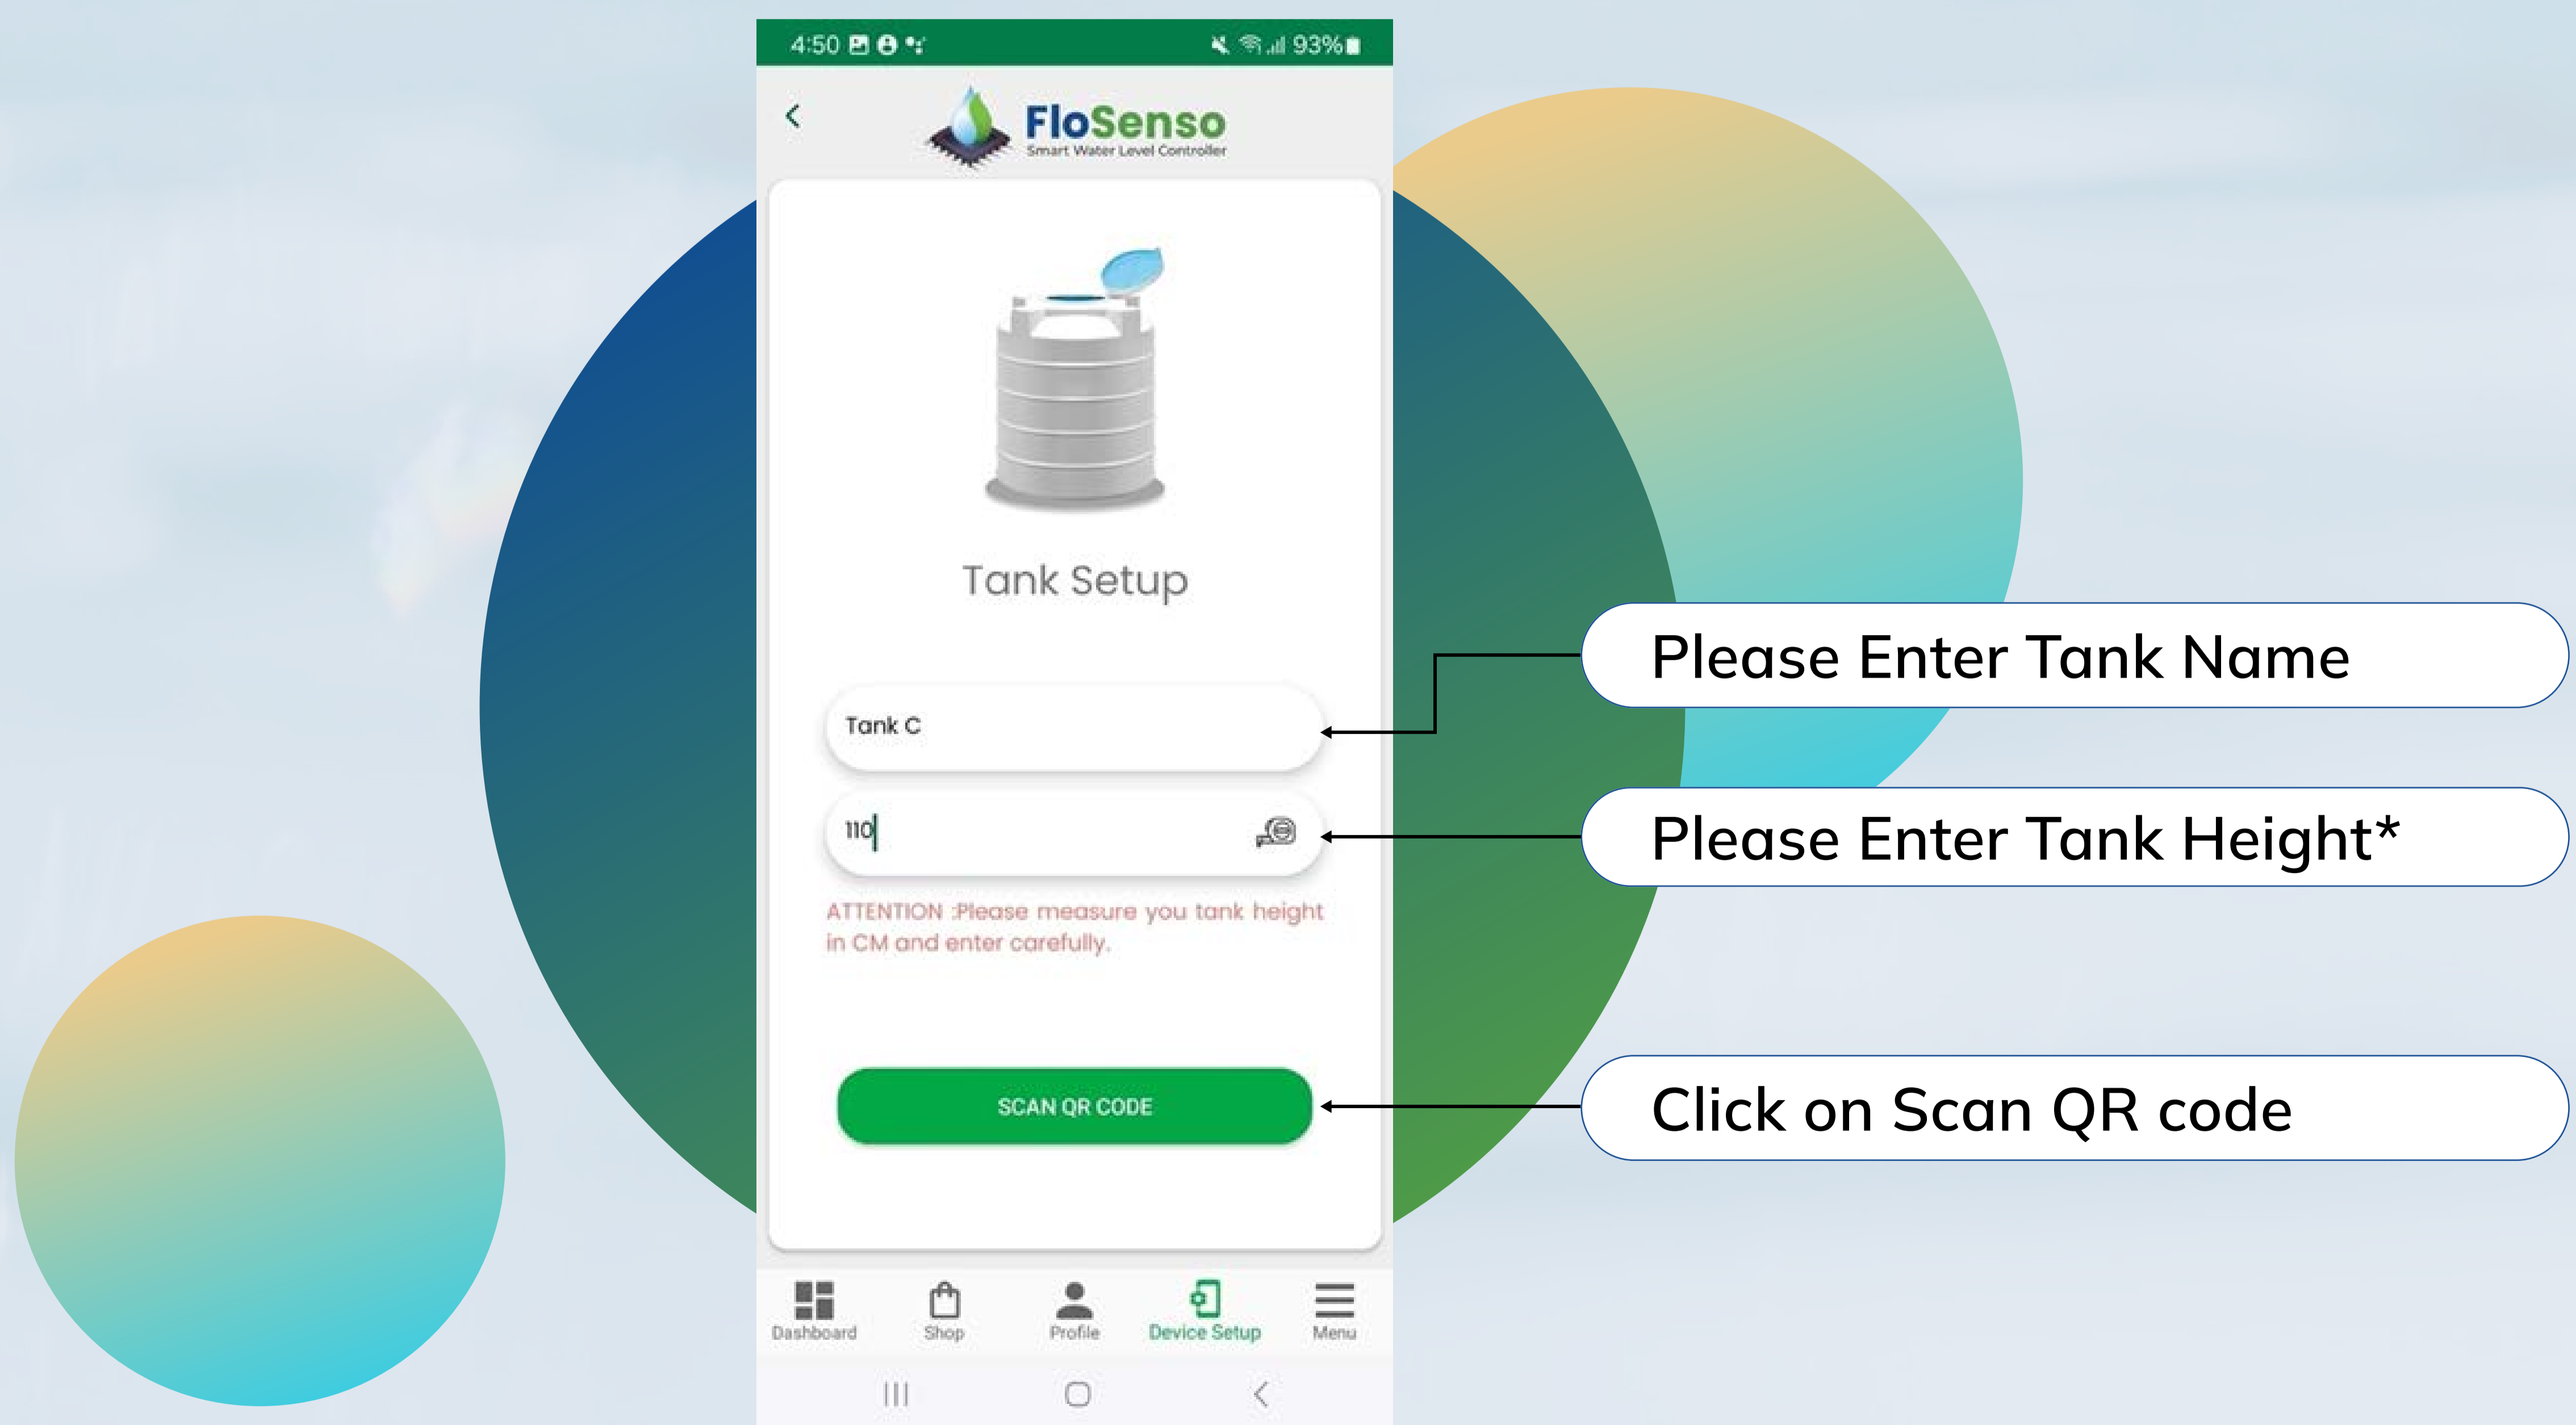 4:50
93%
FloSenso
Smart Water Level Controller
Tank Setup
Tank C
110
ATTENTION :Please measure you tank height
in CM and enter carefully.
SCAN QR CODE
Dashboard
Shop
Profile
Device Setup
Menu
Please Enter Tank Name
Please Enter Tank Height*
Click on Scan QR code